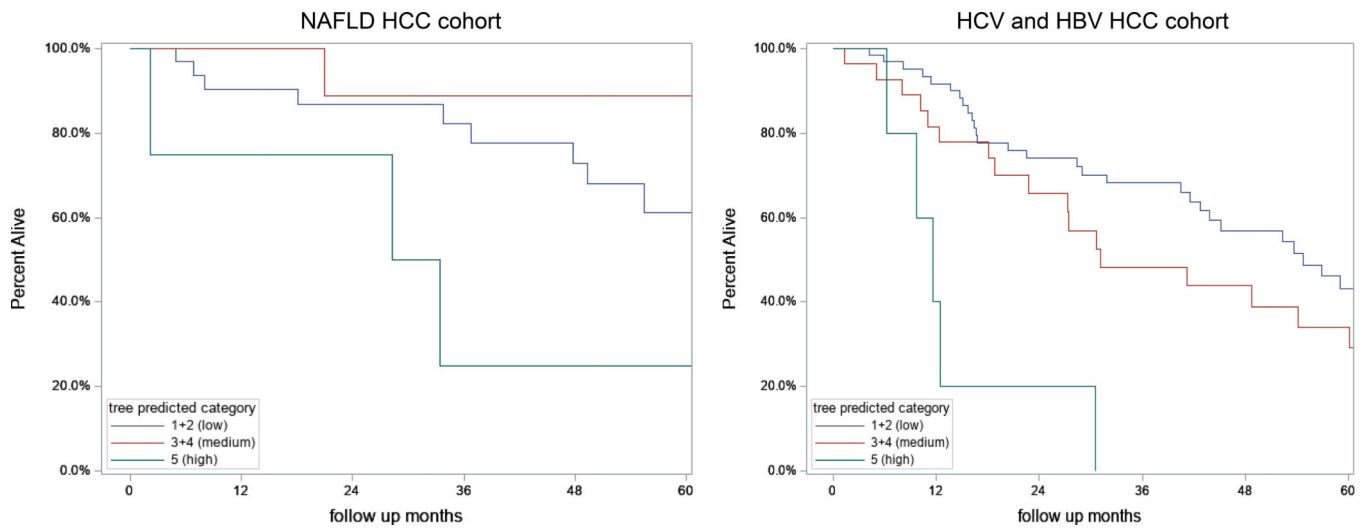 NAFLD HCC cohort
100.0%
80.0%
60.0%
40.0%
20.0%
0.0%
Percent Alive
tree predicted category
1+2 (low)
3+4 (medium)
5 (high)
0 12 24 36 48 60
follow up months
HCV and HBV HCC cohort
100.0%
80.0%
60.0%
40.0%
20.0%
0.0%
Percent Alive
tree predicted category
1+2 (low)
3+4 (medium)
5 (high)
0 12 24 36 48 60
follow up months